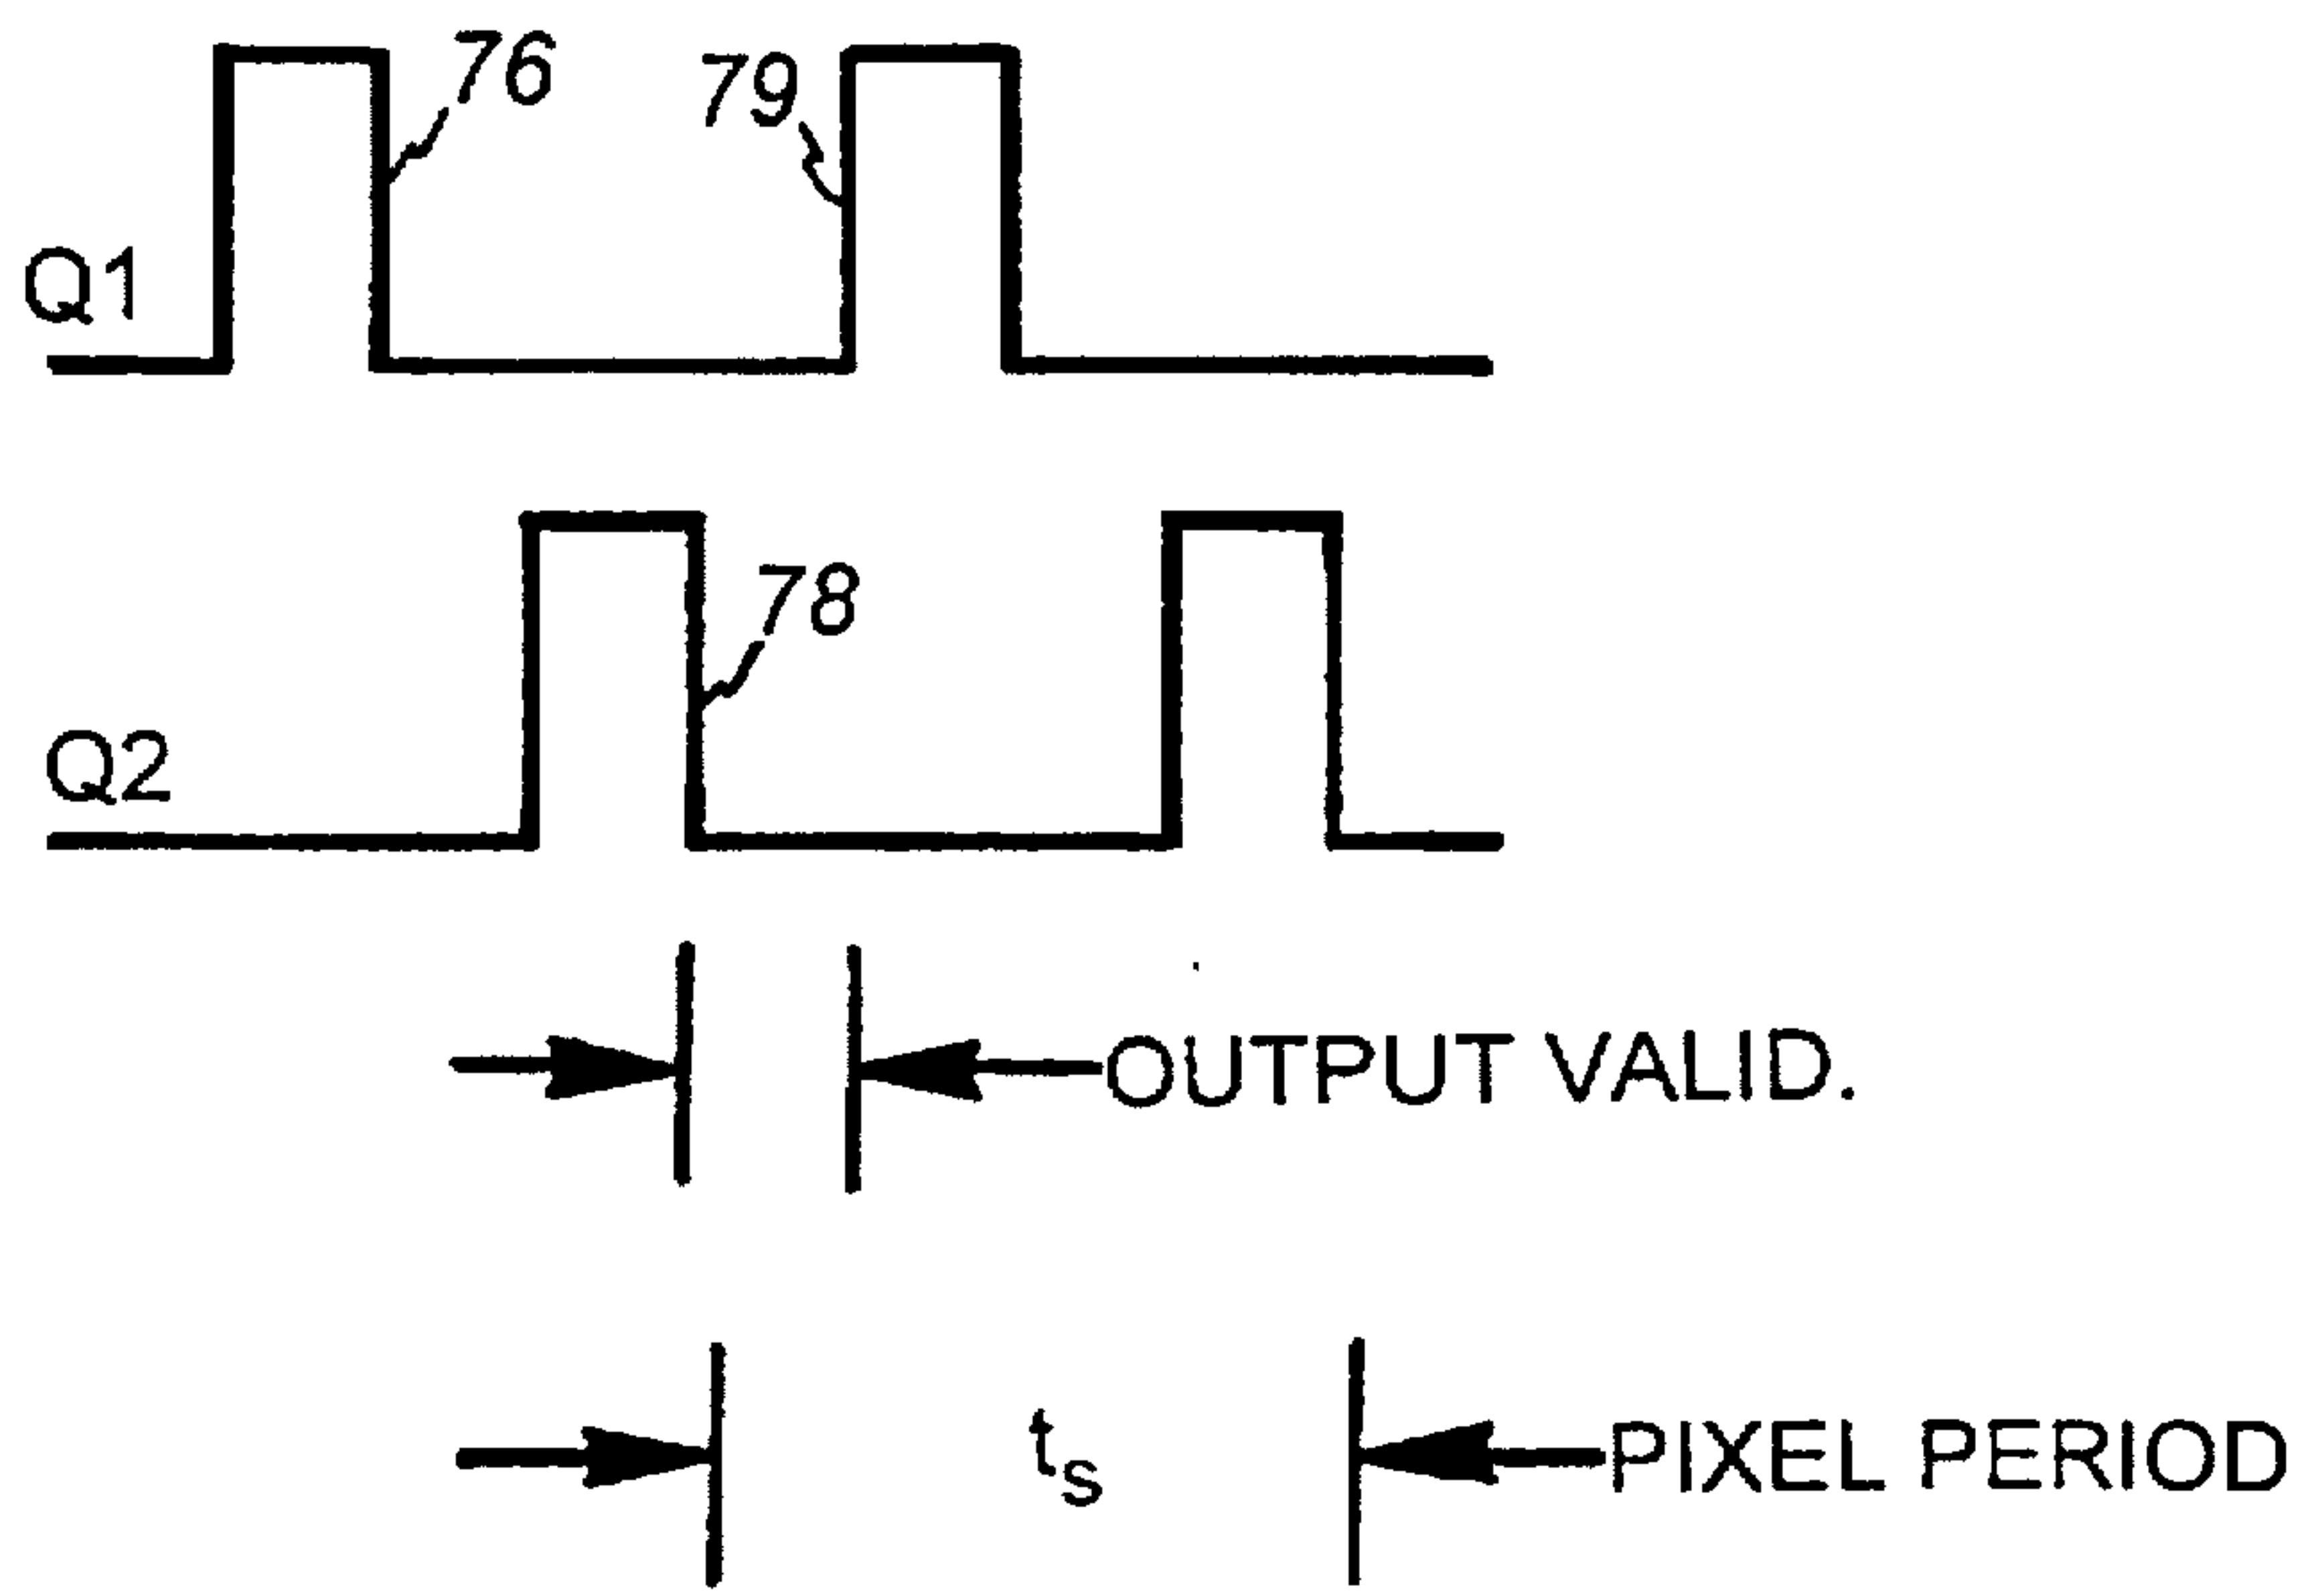 76
79
Q1
78
Q2
OUTPUT VALID.
ts
PIXEL PERIOD